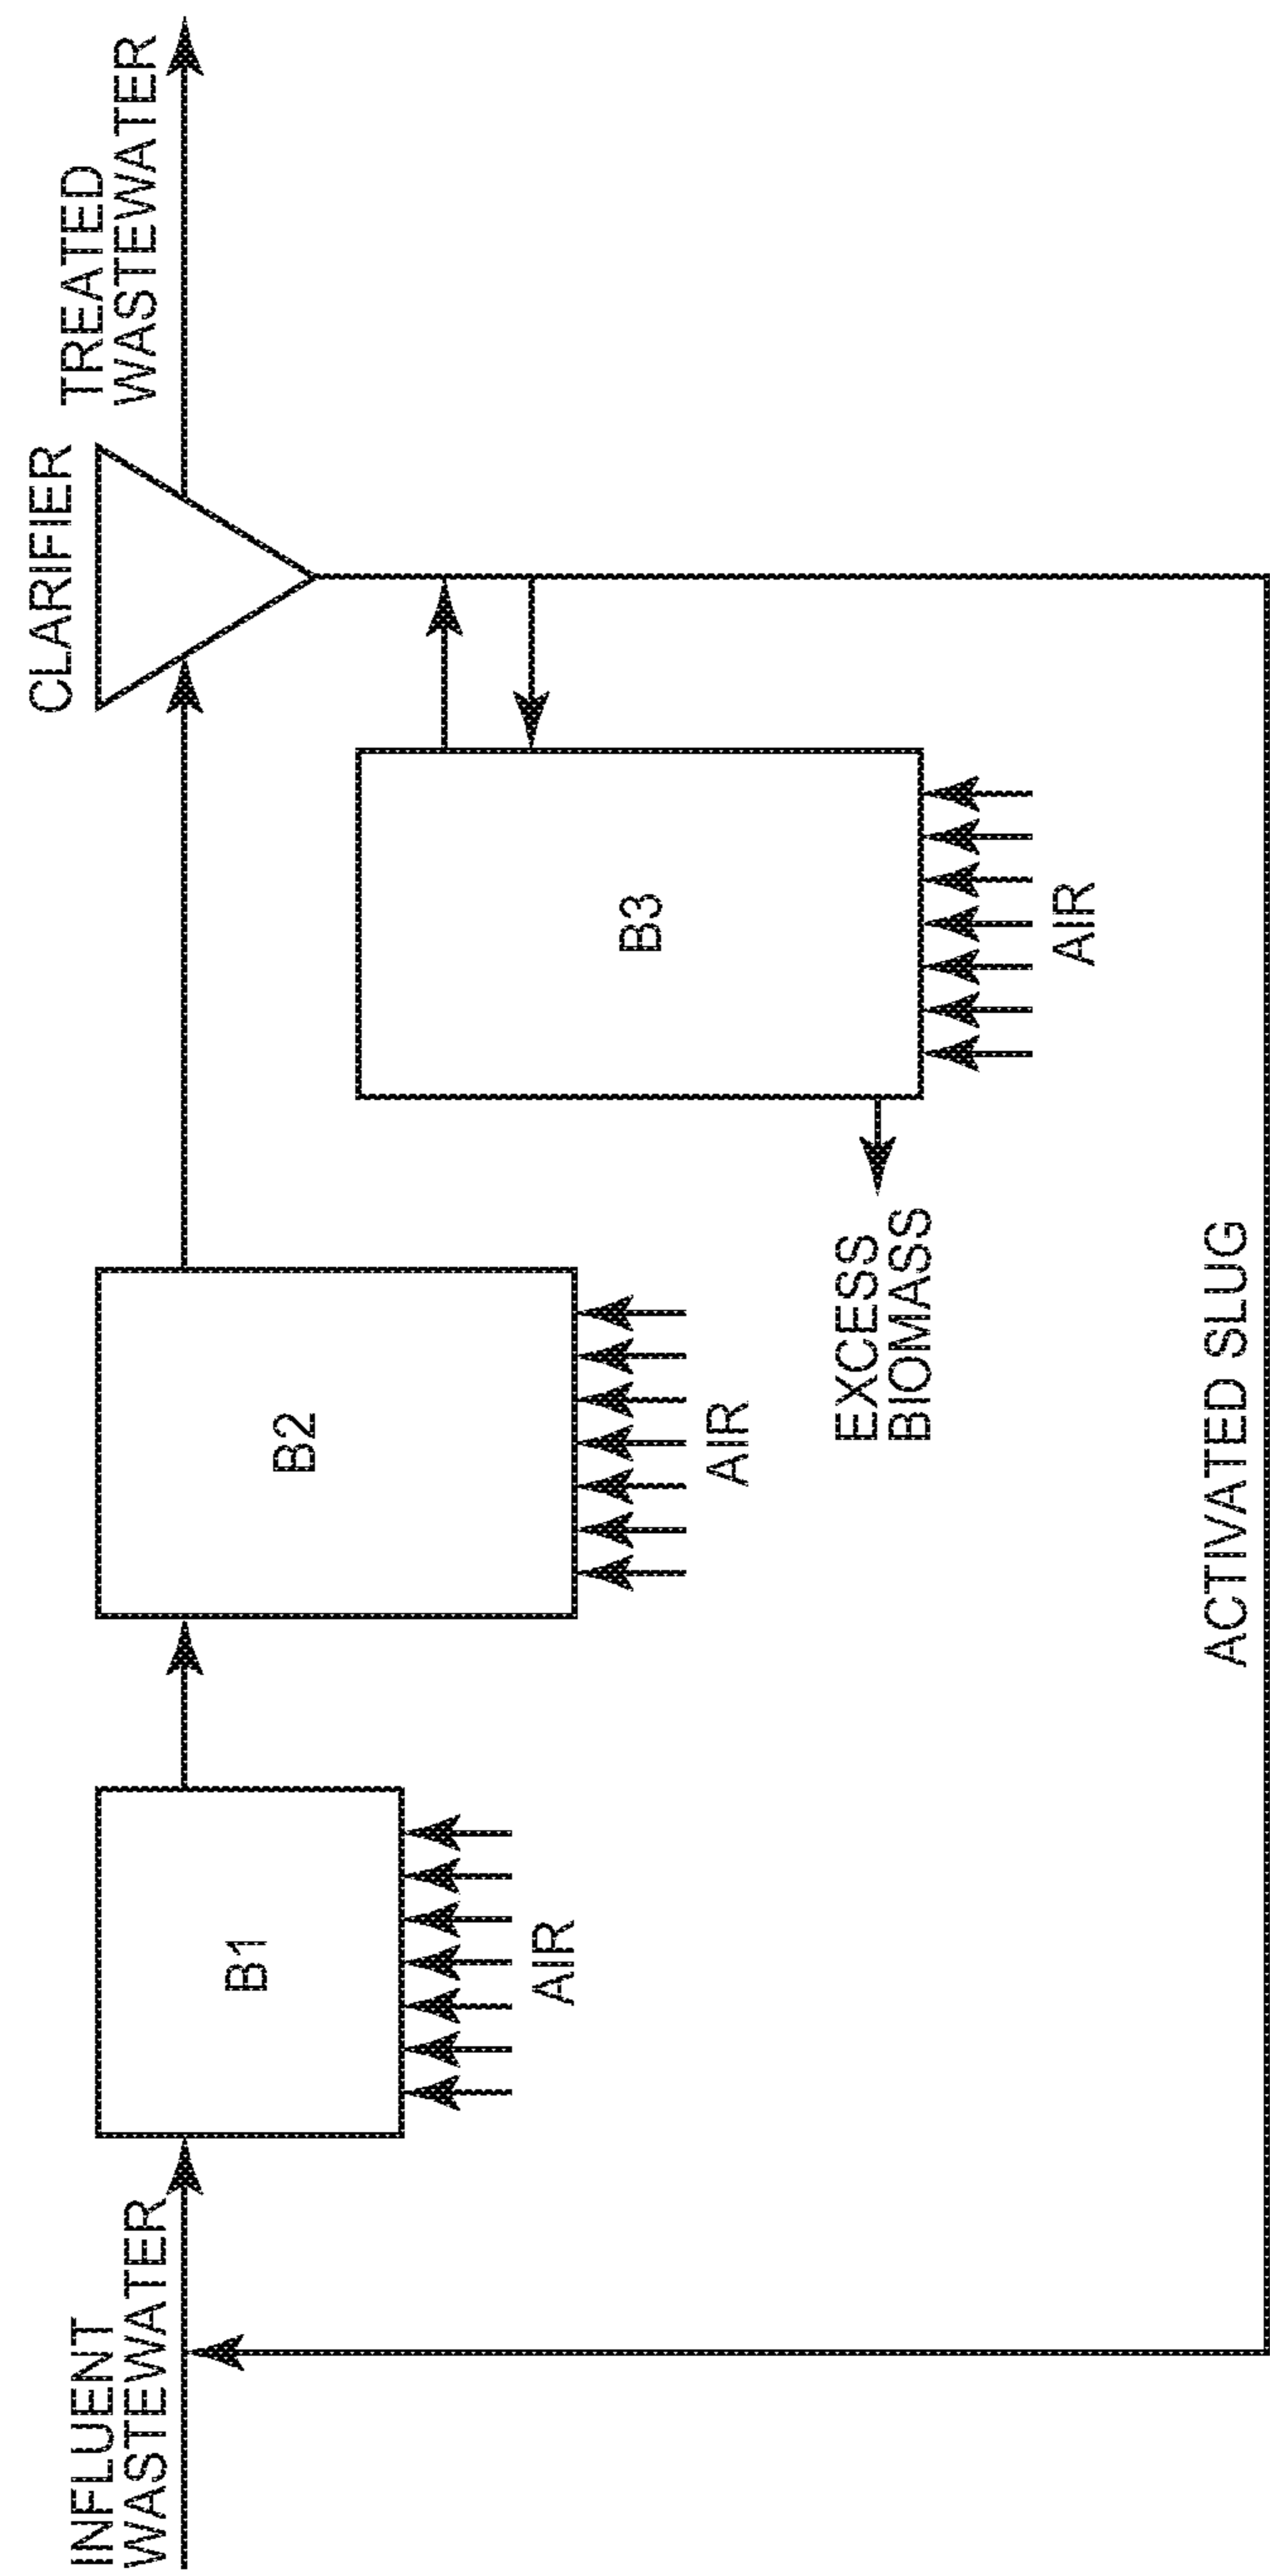 INFLUENT
WASTEWATER
B1
AIR
B2
AIR
CLARIFIER
TREATED
WASTEWATER
B3
AIR
EXCESS
BIOMASS
ACTIVATED SLUG